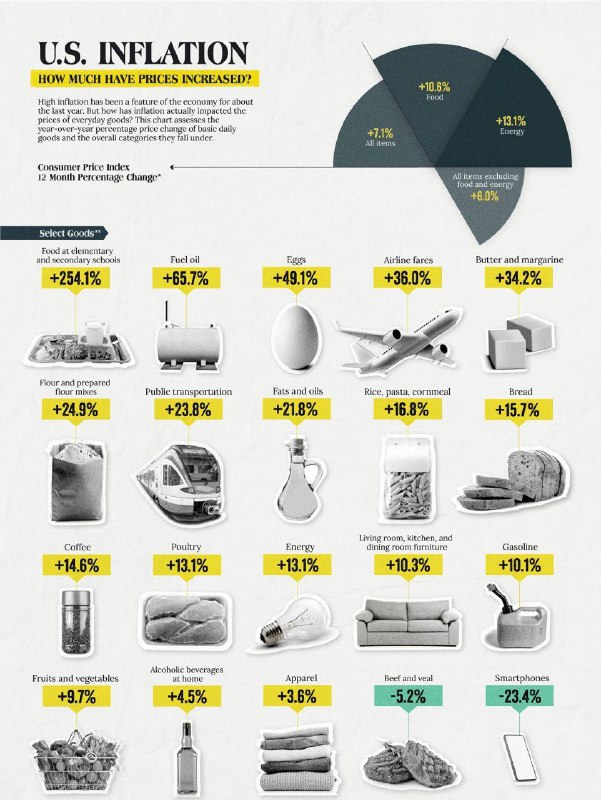 U.S. INFLATION
HOW MUCH HAVE PRICES INCREASED?
High inflation has been a feature of the economy for about
the last year. But how has inflation actually impacted the
prices of everyday goods? This chart assesses the
year-over-year percentage price change of basic daily
goods and the overall categories they fall under.
Consumer Price Index
12 Month Percentage Change*
+7.1%
All items
+10.6%
Food
+13.1%
Energy
All items excluding
food and energy
+6.0%
Select Goods**
Food at elementary
and secondary schools
+254.1%
Fuel oil
+65.7%
Eggs
+49.1%
Airline fares
+36.0%
Butter and margarine
+34.2%
Flour and prepared
flour mixes
+24.9%
Public transportation
+23.8%
Fats and oils
+21.8%
Rice, pasta, cornmeal
+16.8%
Bread
+15.7%
Coffee
+14.6%
Poultry
+13.1%
Energy
+13.1%
Living room, kitchen, and
dining room furniture
+10.3%
Gasoline
+10.1%
Fruits and vegetables
+9.7%
Alcoholic beverages
at home
+4.5%
Apparel
+3.6%
Beef and veal
-5.2%
Smartphones
-23.4%